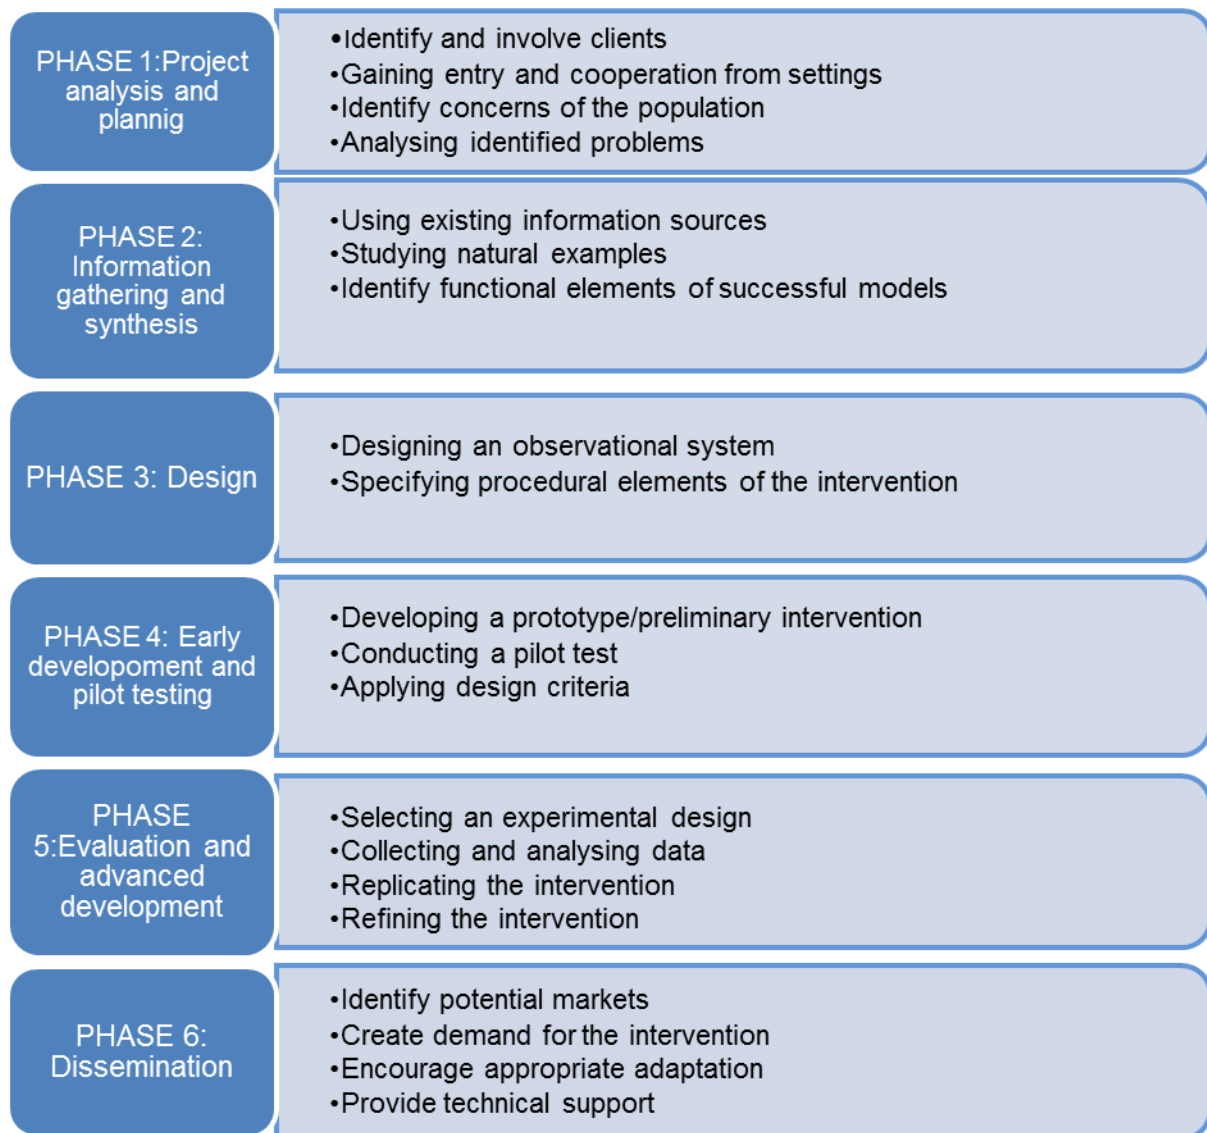 PHASE 1:Project
analysis and
plannig
•Identify and involve clients
•Gaining entry and cooperation from settings
•Identify concerns of the population
•Analysing identified problems
PHASE 2:
Information
gathering and
synthesis
•Using existing information sources
•Studying natural examples
•Identify functional elements of successful models
PHASE 3: Design
•Designing an observational system
•Specifying procedural elements of the intervention
PHASE 4: Early
developoment and
pilot testing
•Developing a prototype/preliminary intervention
•Conducting a pilot test
•Applying design criteria
PHASE
5:Evaluation and
advanced
development
•Selecting an experimental design
•Collecting and analysing data
•Replicating the intervention
•Refining the intervention
PHASE 6:
Dissemination
•Identify potential markets
•Create demand for the intervention
•Encourage appropriate adaptation
•Provide technical support